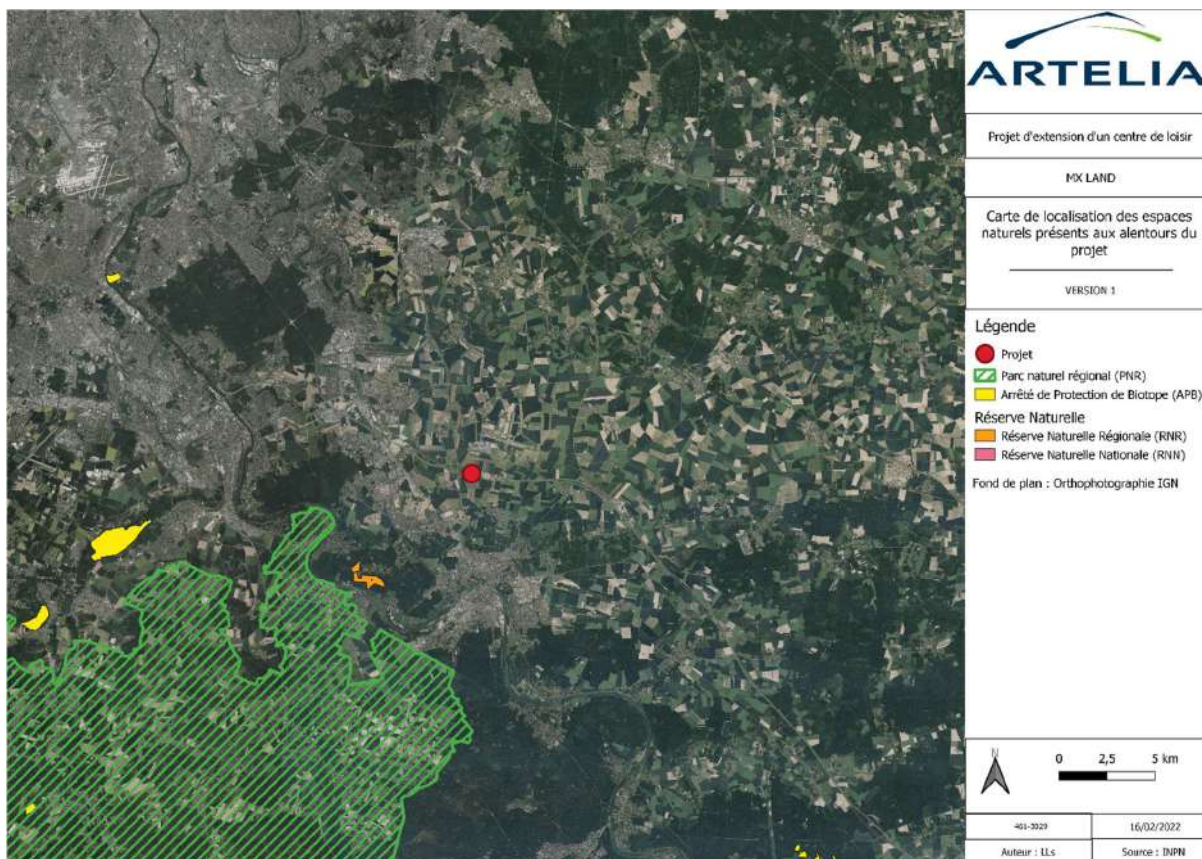 ARTELIA
Projet d'extension d'un centre de loisir
MX LAND
Carte de localisation des espaces
naturels présents aux alentours du
projet
VERSION 1
Légende
Projet
Parc naturel régional (PNR)
Arrêté de Protection de Biotope (APB)
Réserve Naturelle
Réserve Naturelle Régionale (RNR)
Réserve Naturelle Nationale (RNN)
Fond de plan : Orthophotographie IGN
N
0 2,5 5 km
16/02/2022
Auteur : LLs
Source : INPN